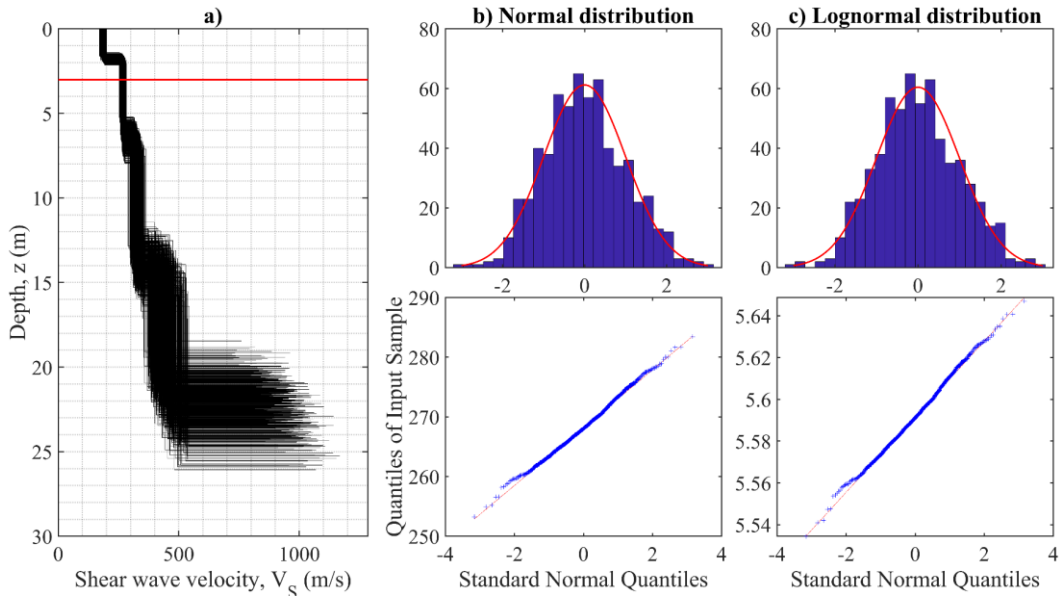 a)
0
5
10
15
20
25
30
Depth, z (m)
0 500 1000
Shear wave velocity, V_S (m/s)
b) Normal distribution
80
60
40
20
0
-2 0 2
290
280
270
260
250
Quantiles of Input Sample
-4 -2 0 2 4
Standard Normal Quantiles
c) Lognormal distribution
80
60
40
20
0
-2 0 2
5.64
5.62
5.6
5.58
5.56
5.54
-4 -2 0 2 4
Standard Normal Quantiles